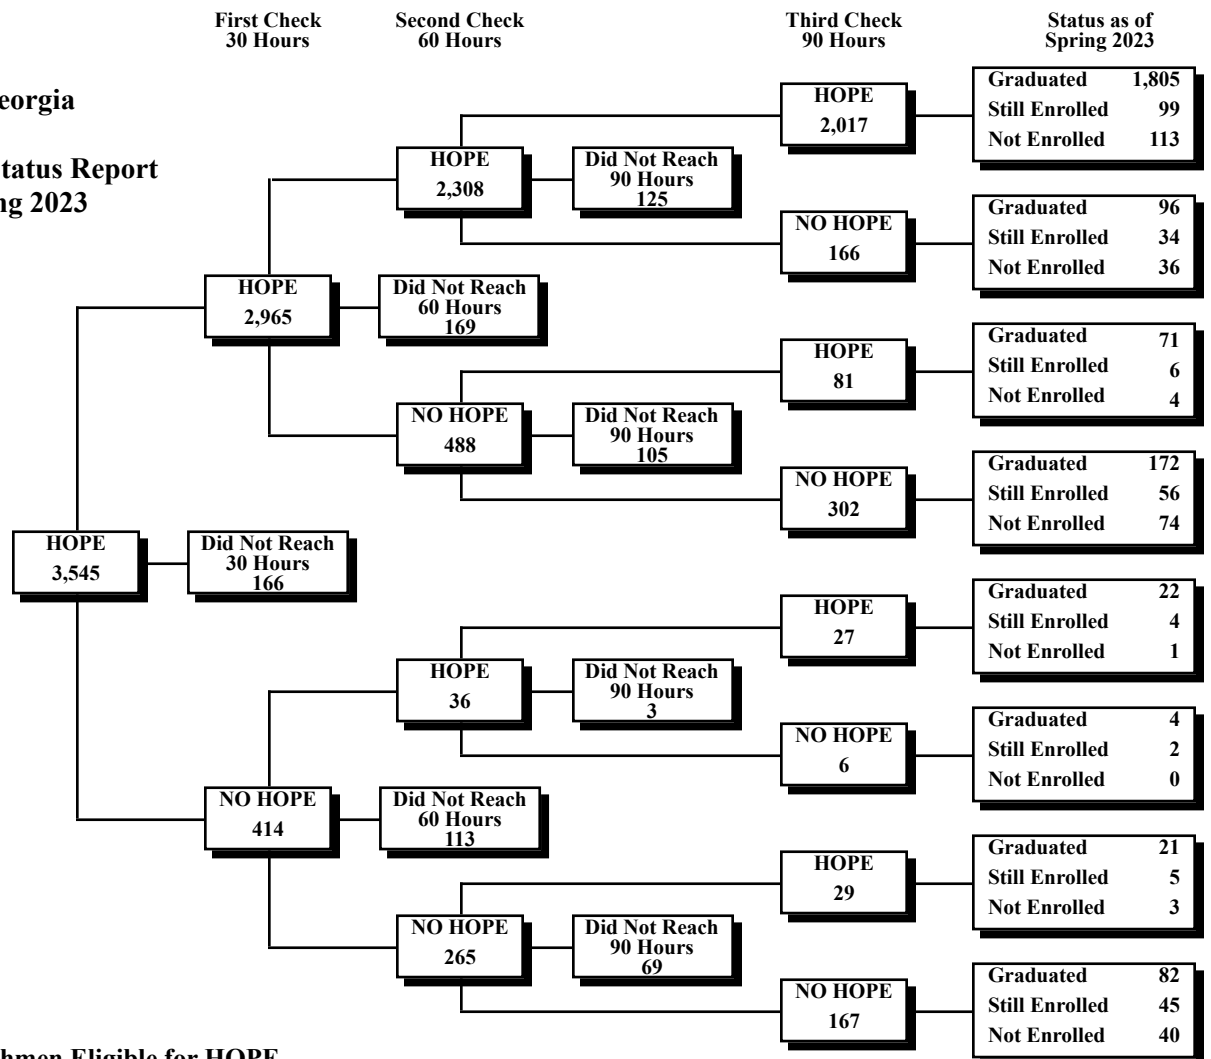 First Check
30 Hours
Second Check
60 Hours
Third Check
90 Hours
Status as of
Spring 2023
eorgia
tatus Report
ng 2023
HOPE
3,545
Did Not Reach
30 Hours
166
HOPE
2,965
Did Not Reach
60 Hours
169
HOPE
2,308
Did Not Reach
90 Hours
125
HOPE
2,017
Graduated 1,805
Still Enrolled 99
Not Enrolled 113
NO HOPE
166
Graduated 96
Still Enrolled 34
Not Enrolled 36
NO HOPE
488
Did Not Reach
90 Hours
105
HOPE
81
Graduated 71
Still Enrolled 6
Not Enrolled 4
NO HOPE
302
Graduated 172
Still Enrolled 56
Not Enrolled 74
NO HOPE
414
Did Not Reach
60 Hours
113
HOPE
36
Did Not Reach
90 Hours
3
HOPE
27
Graduated 22
Still Enrolled 4
Not Enrolled 1
NO HOPE
6
Graduated 4
Still Enrolled 2
Not Enrolled 0
NO HOPE
265
Did Not Reach
90 Hours
69
HOPE
29
Graduated 21
Still Enrolled 5
Not Enrolled 3
NO HOPE
167
Graduated 82
Still Enrolled 45
Not Enrolled 40
hmen Eligible for HOPE